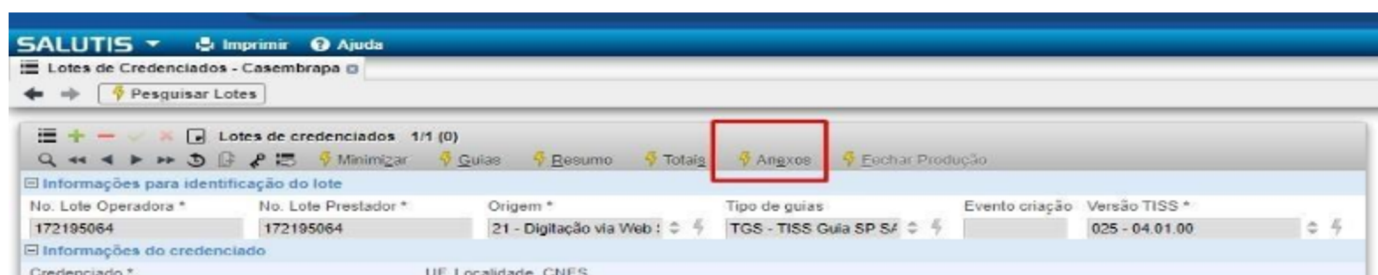 SALUTIS Imprimir Ajuda
Lotes de Credenciados - Casembrapa
Pesquisar Lotes
Lotes de credenciados 1/1 (0)
Minimizar Guias Resumo Totais Anexos Fechar Produção
Informações para identificação do lote
No. Lote Operadora * No. Lote Prestador * Origem * Tipo de guias Evento criação Versão TISS *
172195064 172195064 21 - Digitação via Web : TGS - TISS Guia SP S/ 025 - 04.01.00
Informações do credenciado
Credenciado * UF Localidade CNES